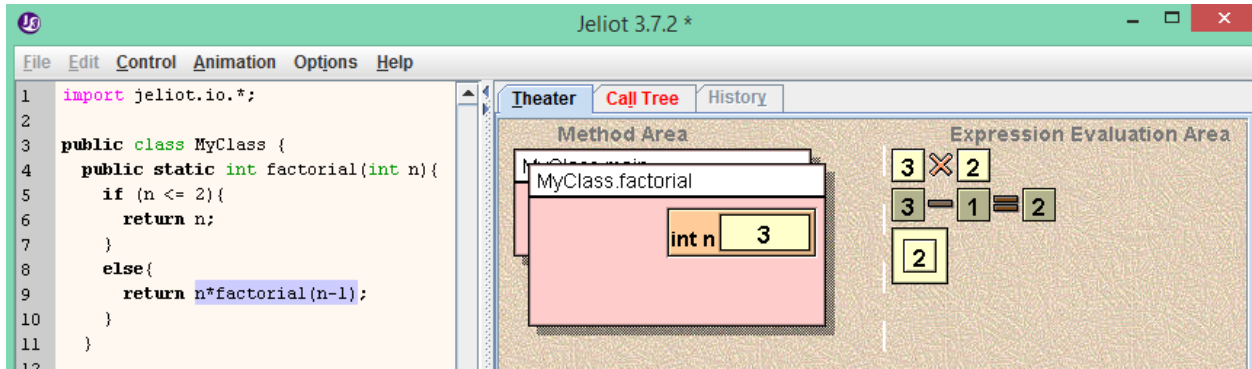 Jeliot 3.7.2 *
File Edit Control Animation Options Help
1 import jeliot.io.*;
2
3 public class MyClass {
4 public static int factorial(int n){
5 if (n <= 2){
6 return n;
7 }
8 else{
9 return n*factorial(n-1);
10 }
11 }
12
Theater Call Tree History
Method Area
MyClass.main
MyClass.factorial
int n 3
Expression Evaluation Area
3 × 2
3 − 1 = 2
2